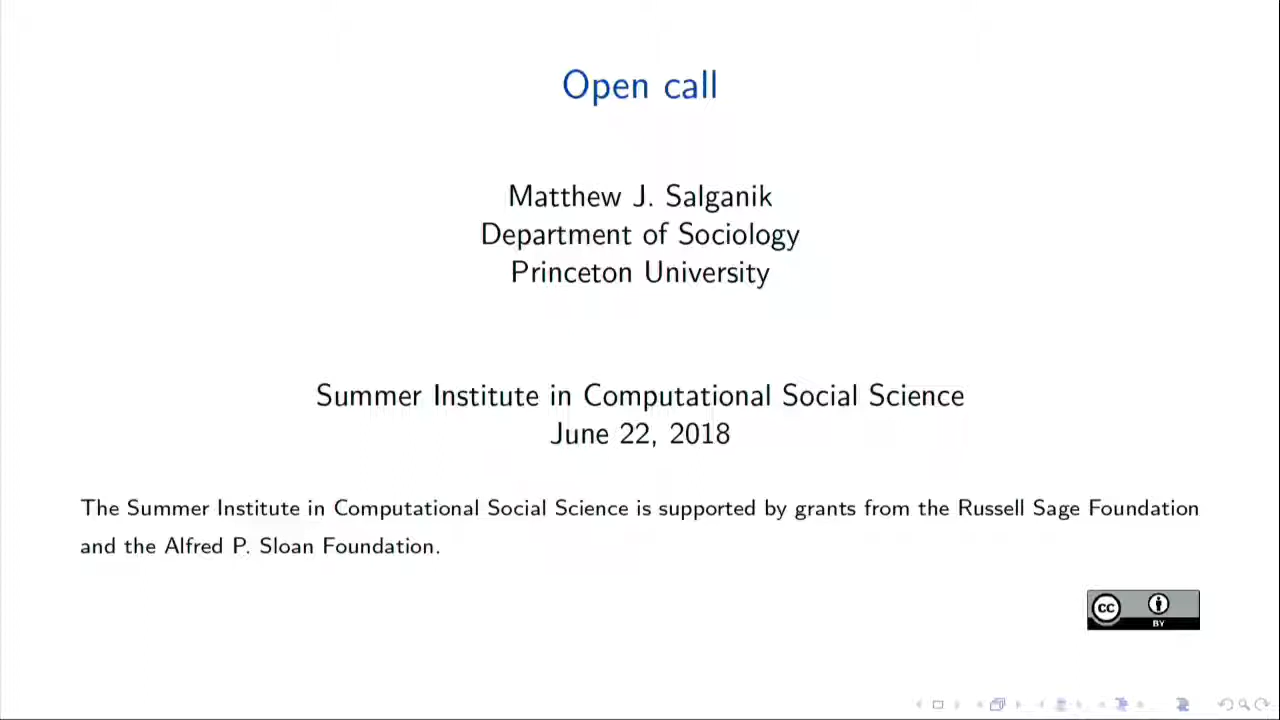 Open call
Matthew J. Salganik
Department of Sociology
Princeton University
Summer Institute in Computational Social Science
June 22, 2018
The Summer Institute in Computational Social Science is supported by grants from the Russell Sage Foundation
and the Alfred P. Sloan Foundation.
cc
BY